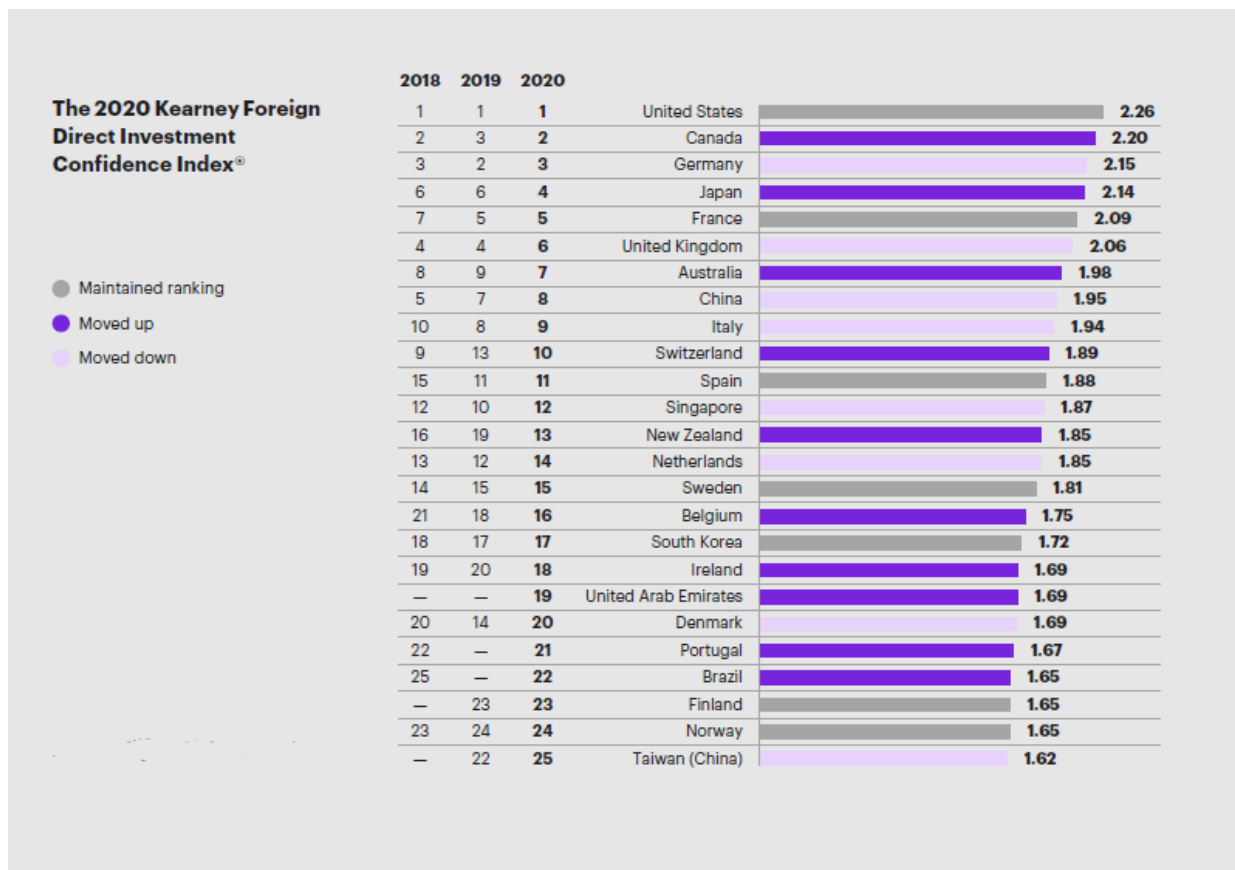 The 2020 Kearney Foreign
Direct Investment
Confidence Index®
Maintained ranking
Moved up
Moved down
2018 2019 2020
1 1 1 United States 2.26
2 3 2 Canada 2.20
3 2 3 Germany 2.15
6 6 4 Japan 2.14
7 5 5 France 2.09
4 4 6 United Kingdom 2.06
8 9 7 Australia 1.98
5 7 8 China 1.95
10 8 9 Italy 1.94
9 13 10 Switzerland 1.89
15 11 11 Spain 1.88
12 10 12 Singapore 1.87
16 19 13 New Zealand 1.85
13 12 14 Netherlands 1.85
14 15 15 Sweden 1.81
21 18 16 Belgium 1.75
18 17 17 South Korea 1.72
19 20 18 Ireland 1.69
— — 19 United Arab Emirates 1.69
20 14 20 Denmark 1.69
22 — 21 Portugal 1.67
25 — 22 Brazil 1.65
— 23 23 Finland 1.65
23 24 24 Norway 1.65
— 22 25 Taiwan (China) 1.62